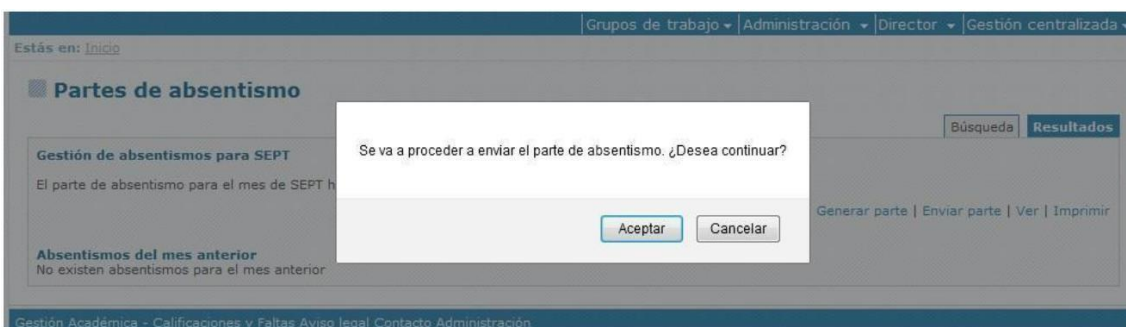 Grupos de trabajo Administración Director Gestión centralizada
Estás en: Inicio
Partes de absentismo
Búsqueda Resultados
Gestión de absentismos para SEPT
El parte de absentismo para el mes de SEPT h
Se va a proceder a enviar el parte de absentismo. ¿Desea continuar?
Aceptar Cancelar
Generar parte | Enviar parte | Ver | Imprimir
Absentismos del mes anterior
No existen absentismos para el mes anterior
Gestión Académica - Calificaciones y Faltas Aviso legal Contacto Administración